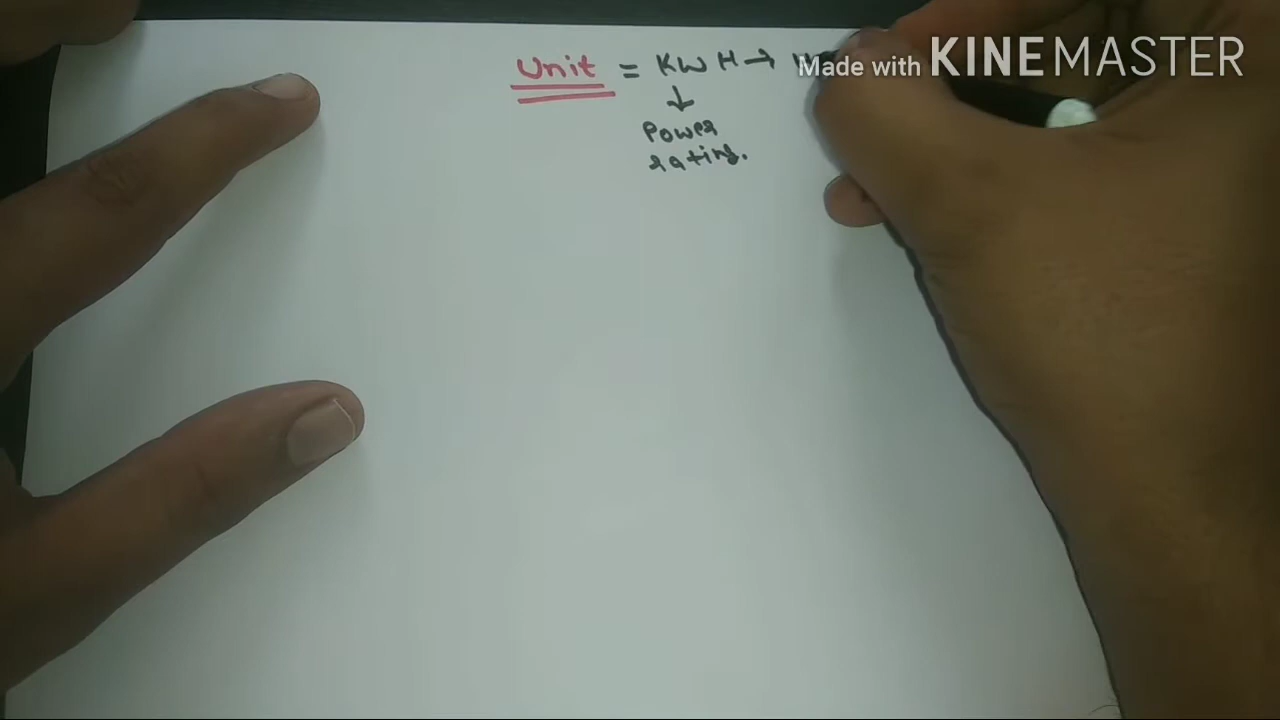 Unit = KWH →
Made with KINEMASTER
↓
Power
rating.